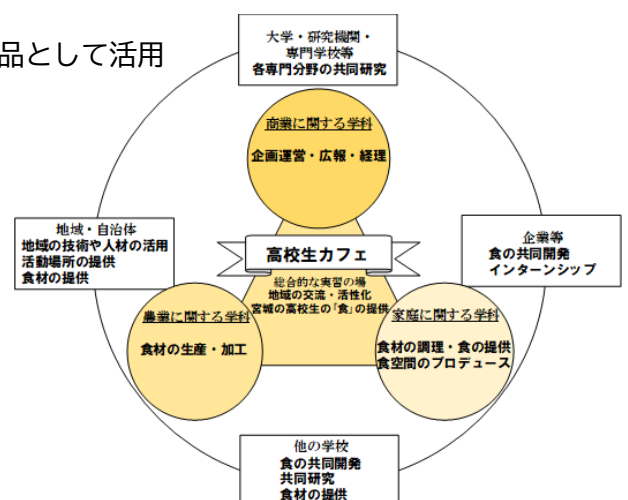 品として活用
大学・研究機関・
専門学校等
各専門分野の共同研究
商業に関する学科
企画運営・広報・経理
地域・自治体
地域の技術や人材の活用
活動場所の提供
食材の提供
高校生カフェ
総合的な実習の場
地域の交流・活性化
宮城の高校生の「食」の提供
企業等
食の共同開発
インターンシップ
農業に関する学科
食材の生産・加工
家庭に関する学科
食材の調理・食の提供
食空間のプロデュース
他の学校
食の共同開発
共同研究
食材の提供